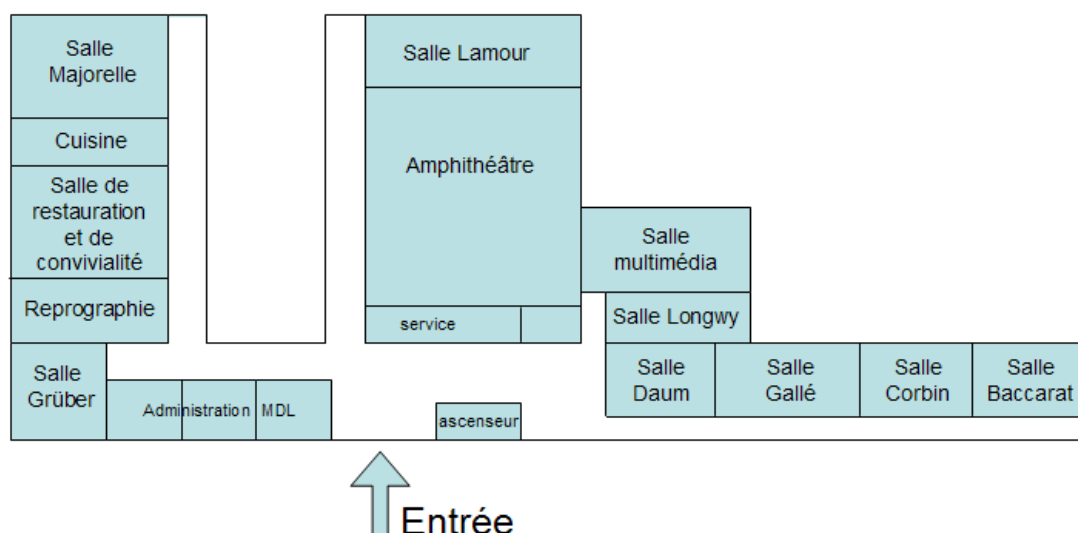 Salle
Majorelle
Cuisine
Salle de
restauration
et de
convivialité
Reprographie
Salle
Grüber
Administration
MDL
Salle Lamour
Amphithéâtre
service
ascenseur
Salle
multimédia
Salle Longwy
Salle
Daum
Salle
Gallé
Salle
Corbin
Salle
Baccarat
Entrée